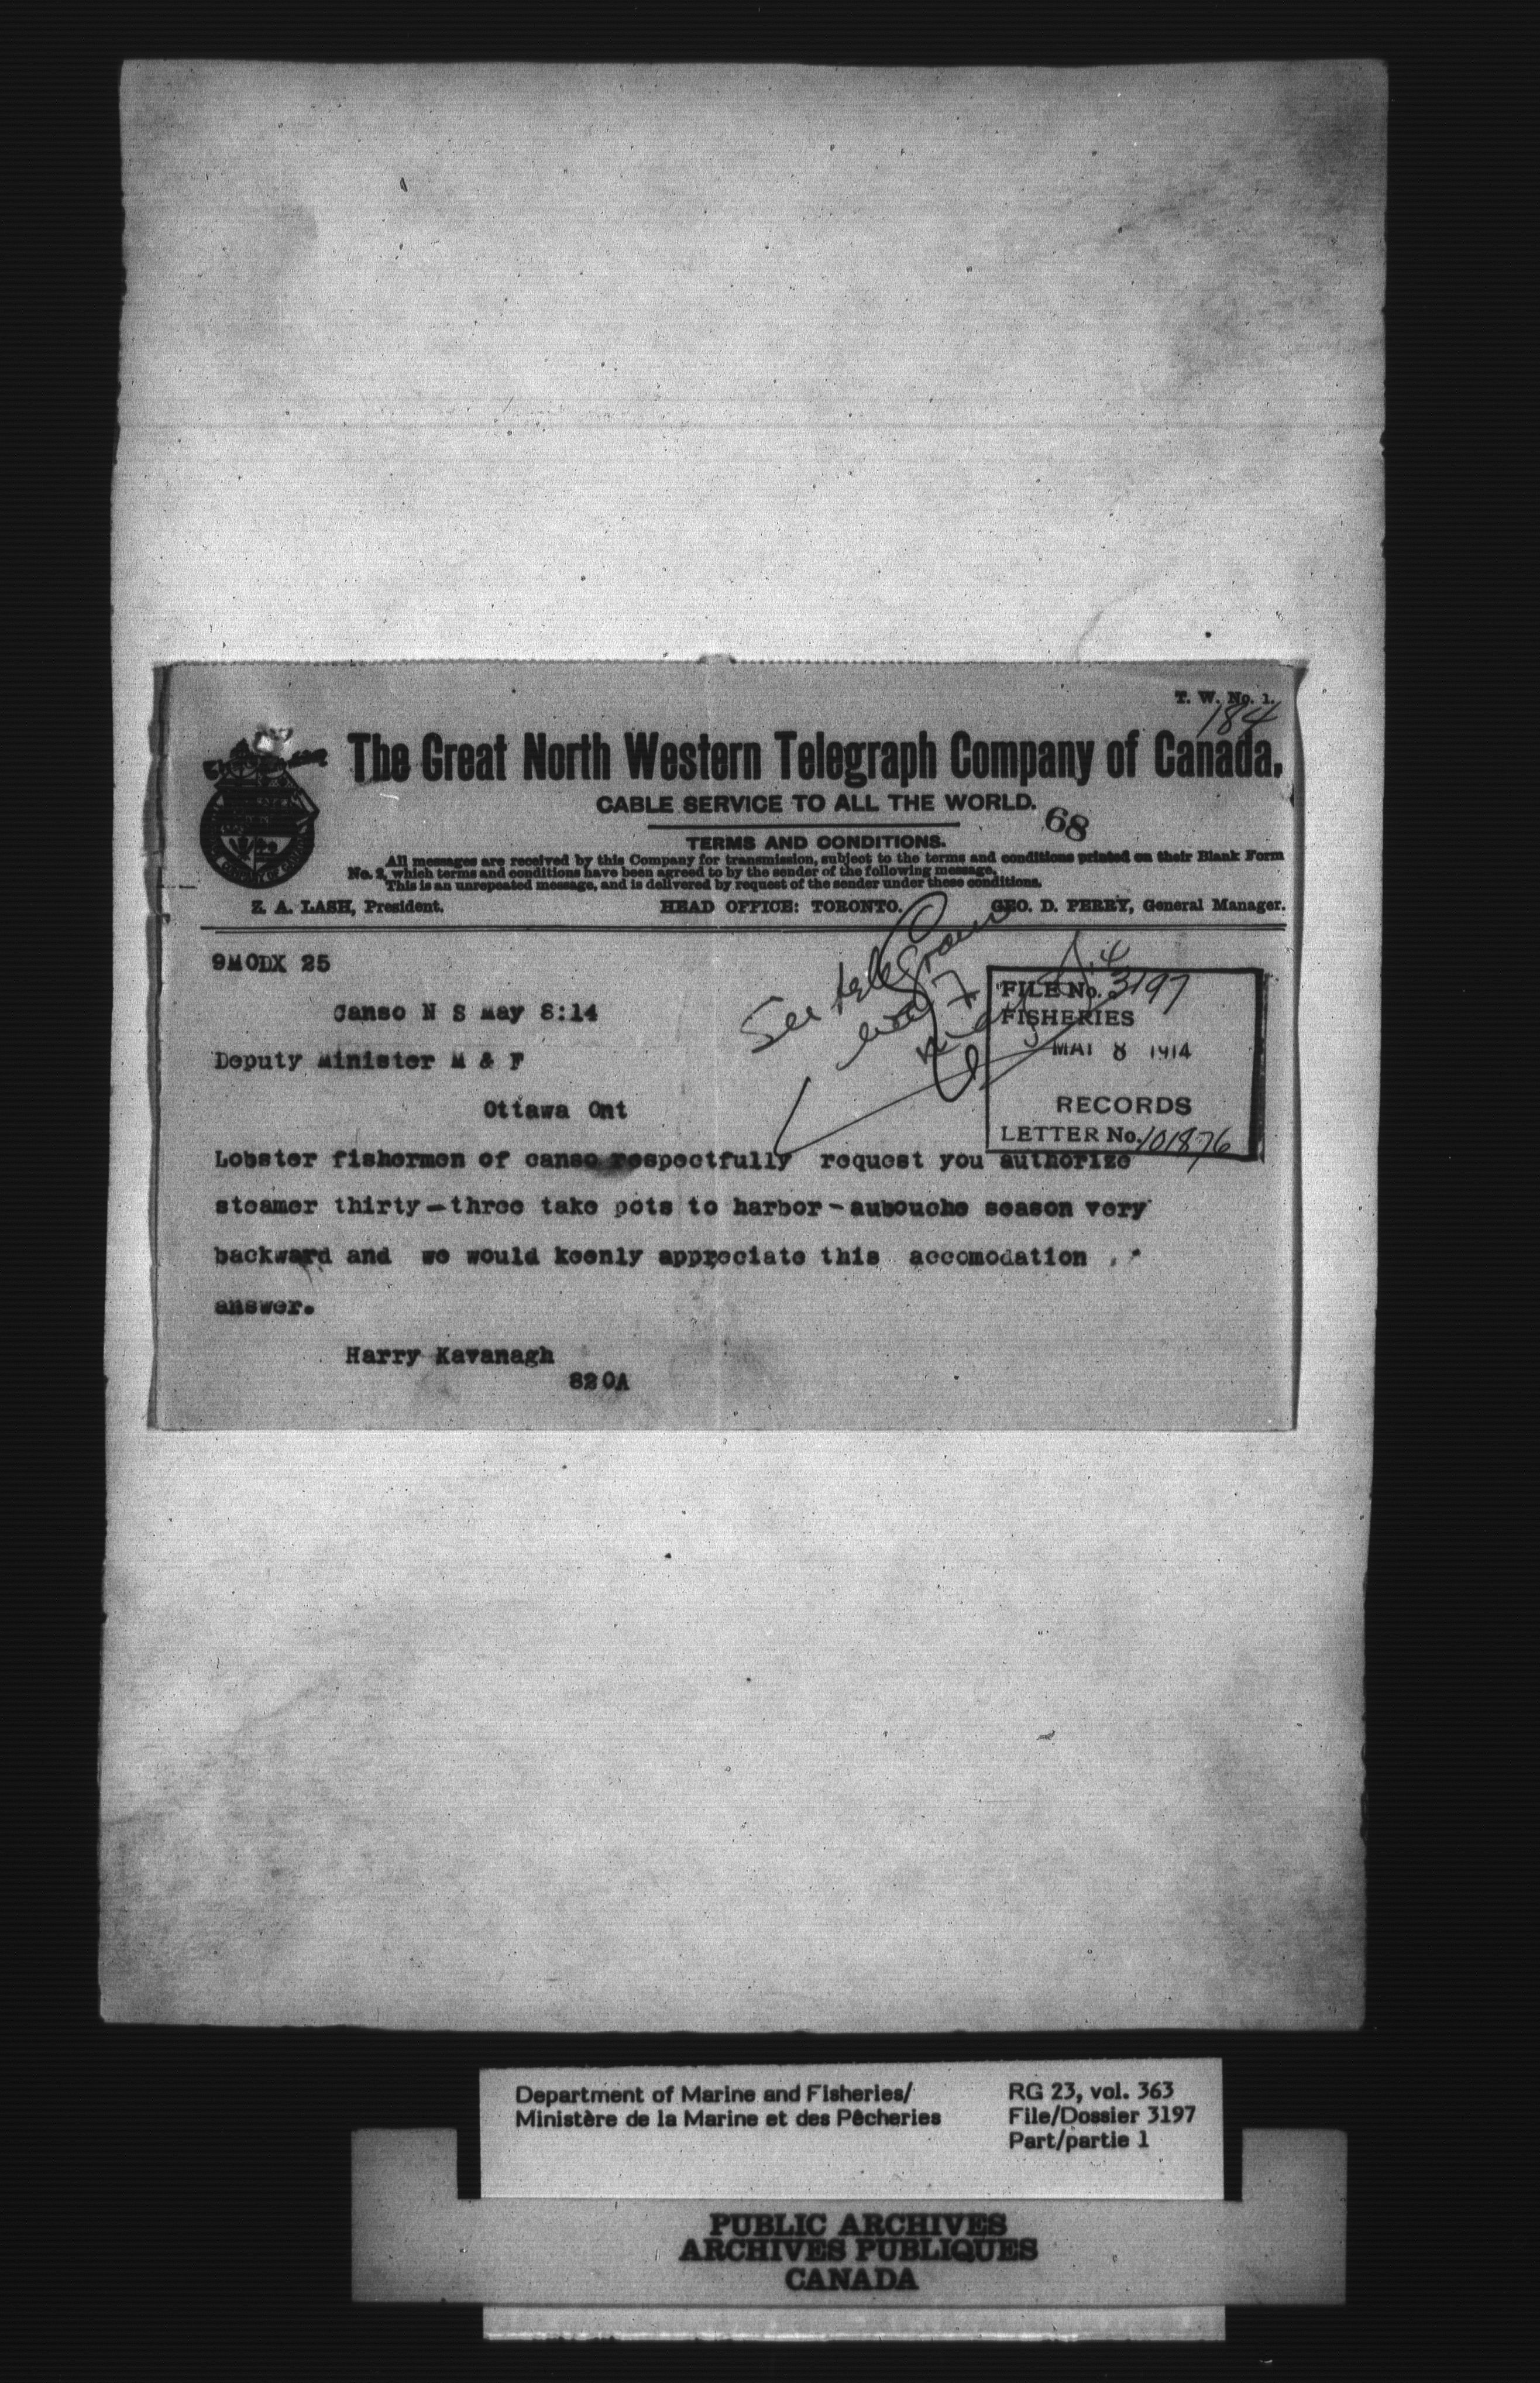 T. W. No. 1.
184
The Great North Western Telegraph Company of Canada.
CABLE SERVICE TO ALL THE WORLD.
68
TERMS AND CONDITIONS.
All messages are received by this Company for transmission, subject to the terms and conditions printed on their Blank Form
No. 2, which terms and conditions have been agreed to by the sender of the following message.
This is an unrepeated message, and is delivered by request of the sender under these conditions.
Z. A. LASH, President. HEAD OFFICE: TORONTO. GEO. D. PERRY, General Manager.
9MODX 25
See telegram
FILE No. 3197
FISHERIES
MAY 8 1914
RECORDS
LETTER No. 101876
Canso N S May 8:14
Deputy Minister M & F
Ottawa Ont
Lobster fishermen of canso respectfully request you authorize
steamer thirty-three take pots to harbor-aubouche season very
backward and we would keenly appreciate this accomodation .
answer.
Harry Kavanagh
820A
Department of Marine and Fisheries/
Ministère de la Marine et des Pêcheries
RG 23, vol. 363
File/Dossier 3197
Part/partie 1
PUBLIC ARCHIVES
ARCHIVES PUBLIQUES
CANADA